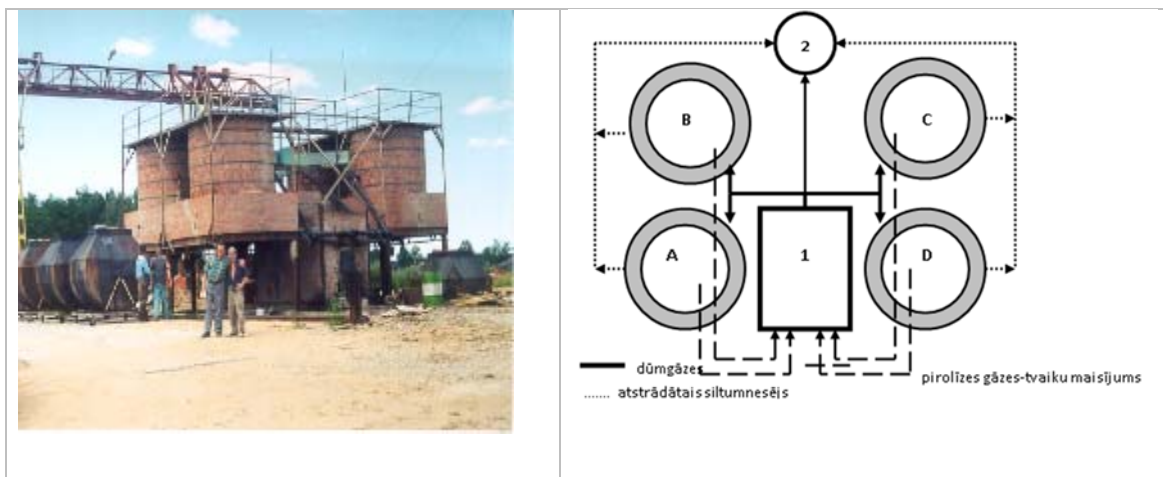 2
B
C
A
1
D
dūmgāzes
pirolīzes gāzes-tvaiku maisījums
atstrādātais siltumnesējs